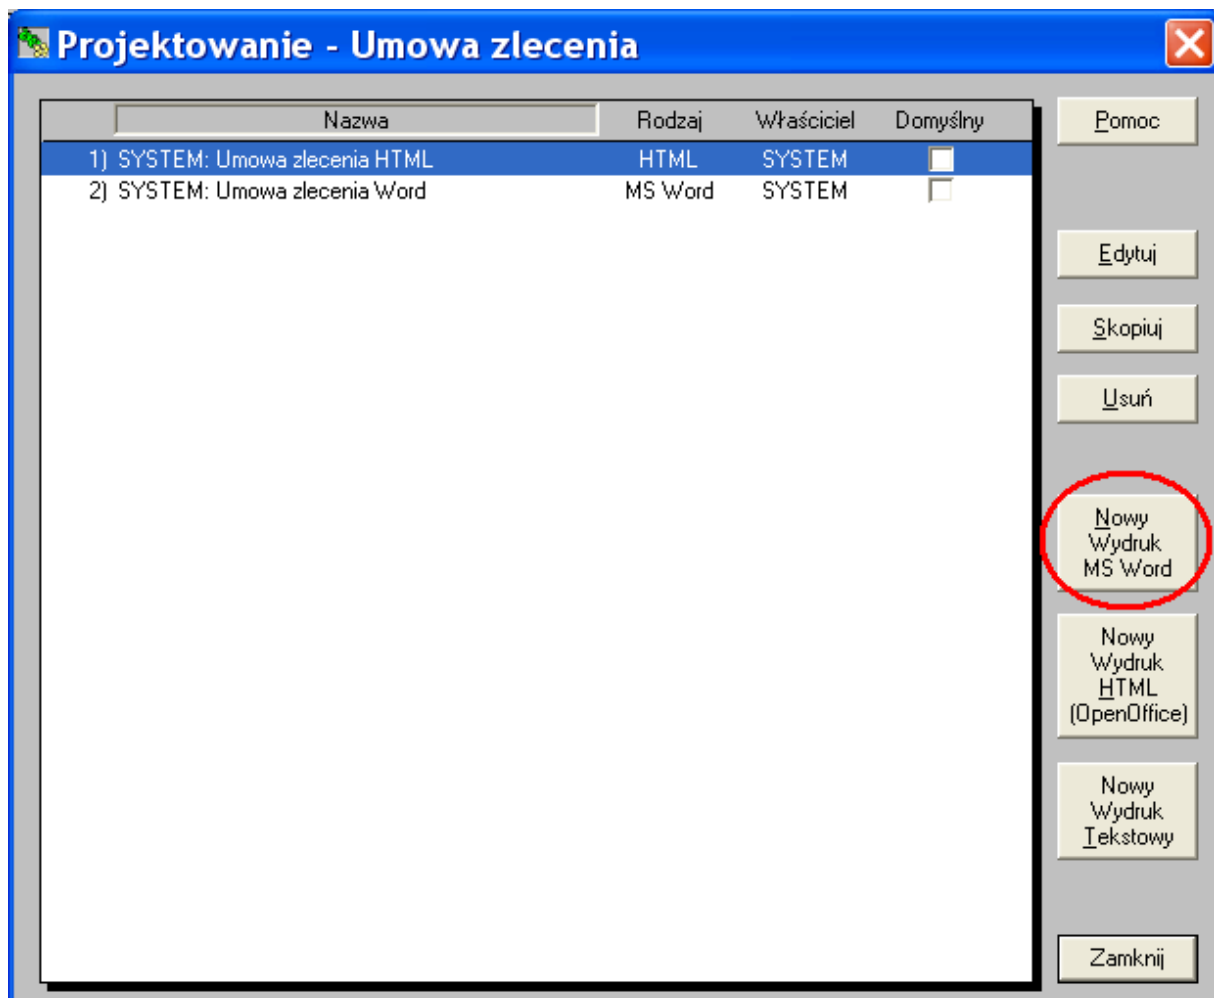 Projektowanie - Umowa zlecenia
Nazwa Rodzaj Właściciel Domyślny
1) SYSTEM: Umowa zlecenia HTML HTML SYSTEM
2) SYSTEM: Umowa zlecenia Word MS Word SYSTEM
Pomoc
Edytuj
Skopiuj
Usuń
Nowy
Wydruk
MS Word
Nowy
Wydruk
HTML
(OpenOffice)
Nowy
Wydruk
Tekstowy
Zamknij